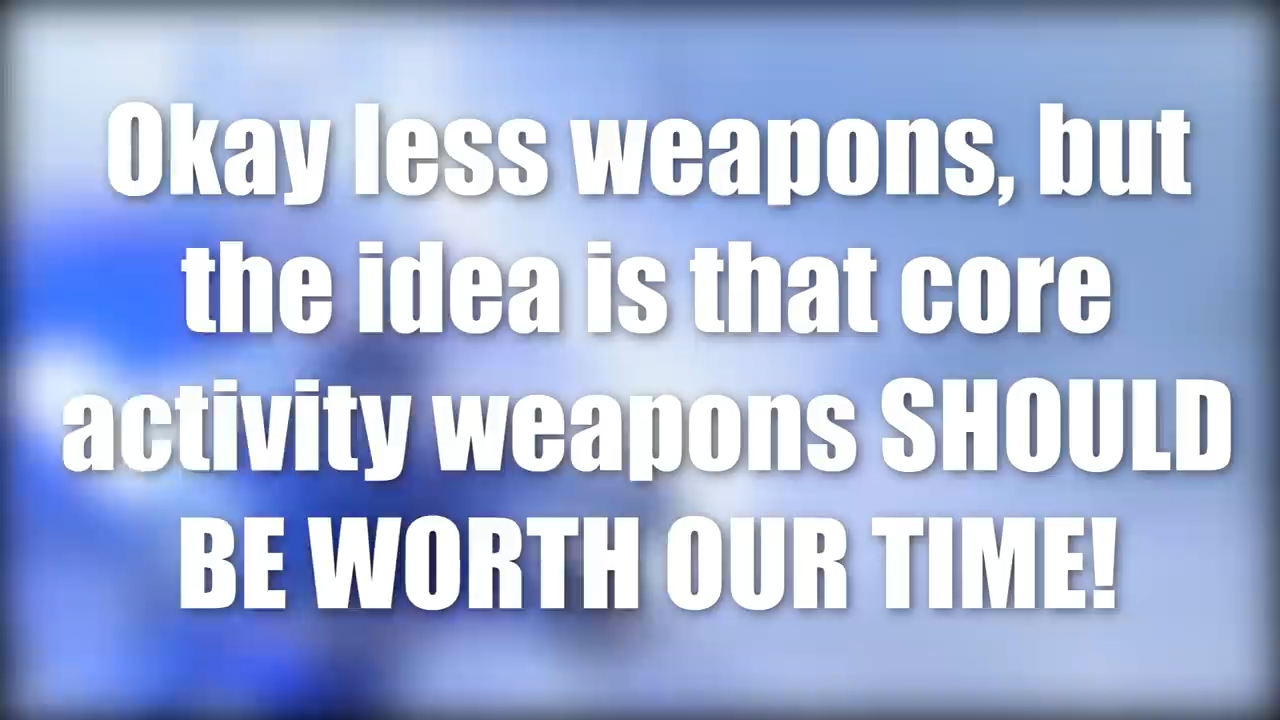 Okay less weapons, but
the idea is that core
activity weapons SHOULD
BE WORTH OUR TIME!